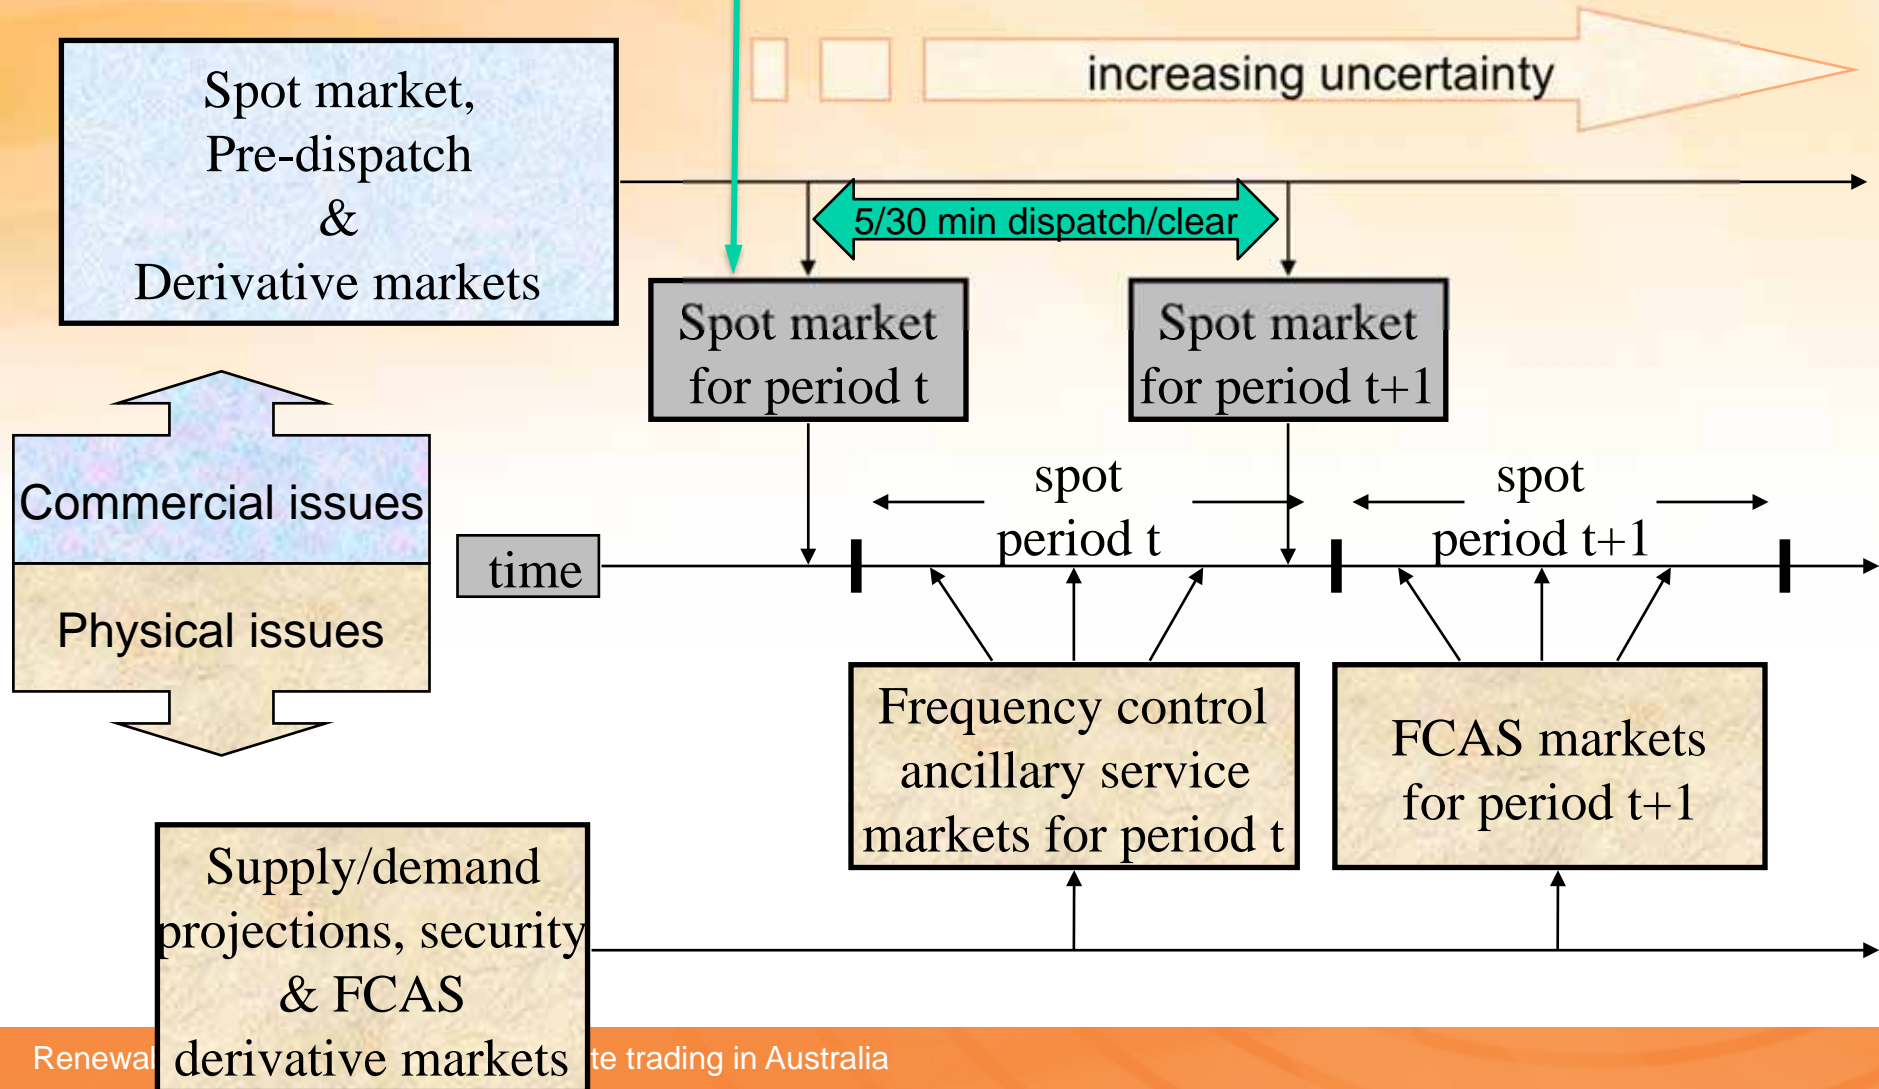 increasing uncertainty
Spot market,
Pre-dispatch
&
Derivative markets
5/30 min dispatch/clear
Spot market
for period t
Spot market
for period t+1
Commercial issues
Physical issues
time
spot
period t
spot
period t+1
Frequency control
ancillary service
markets for period t
FCAS markets
for period t+1
Supply/demand
projections, security
& FCAS
derivative markets
trading in Australia